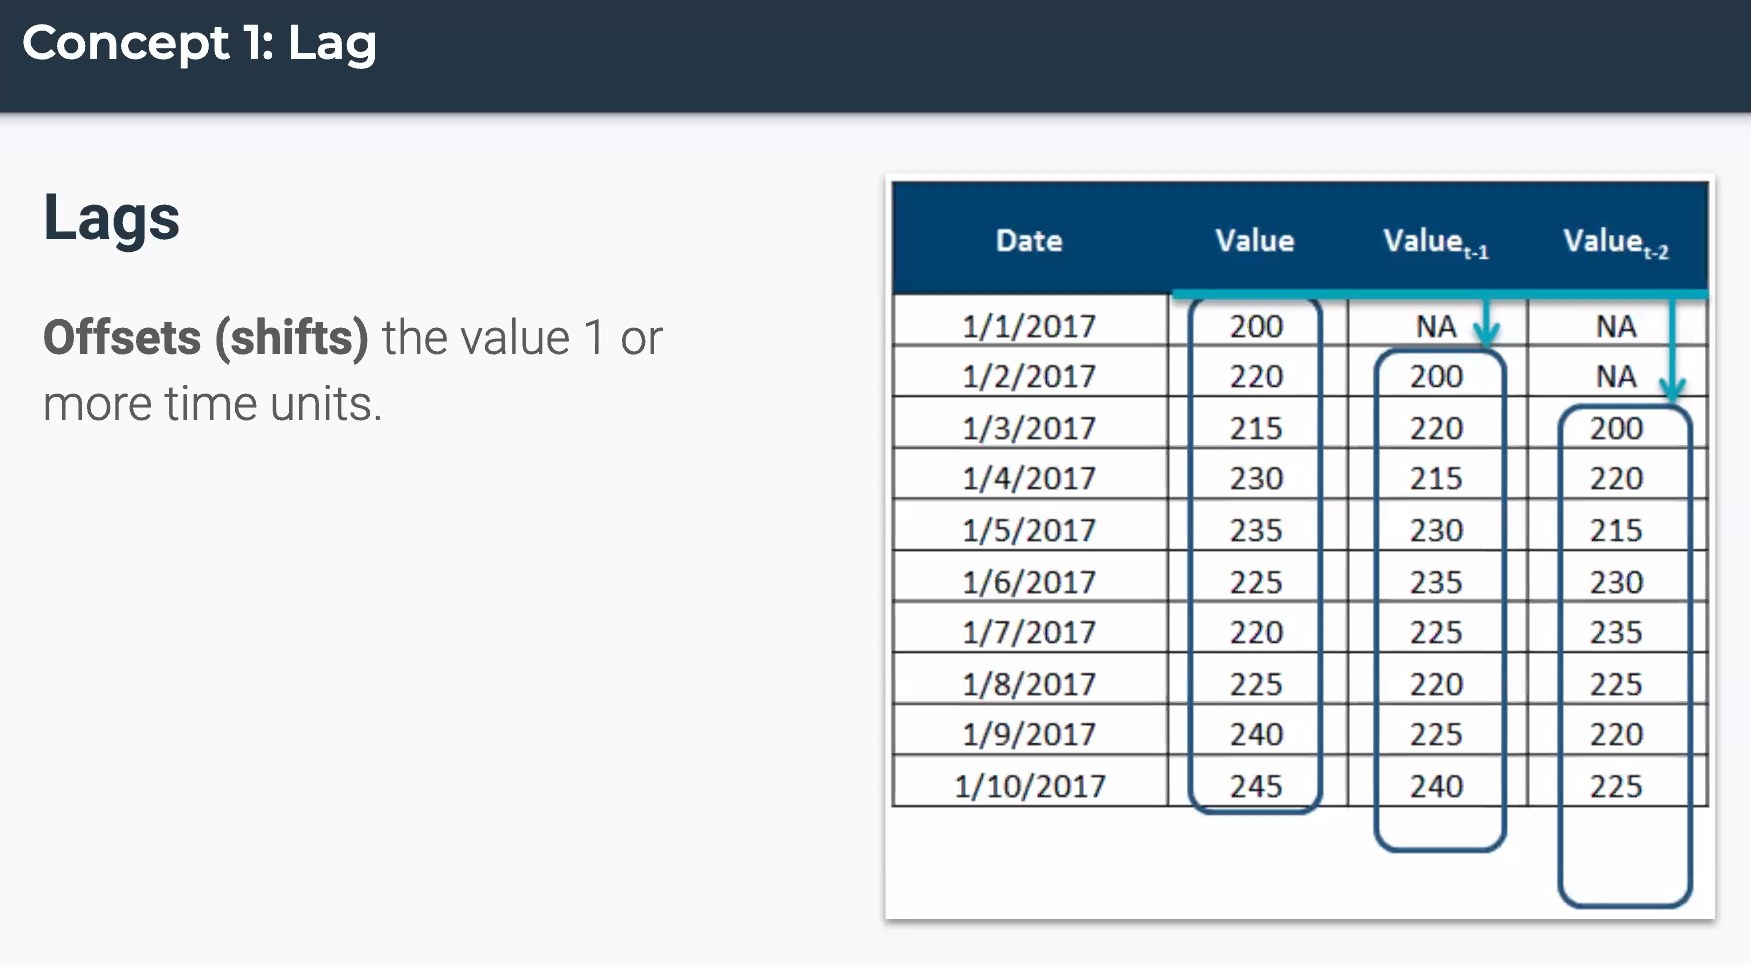 Concept 1: Lag
Lags
Offsets (shifts) the value 1 or
more time units.
Date Value Value t-1 Value t-2
1/1/2017 200 NA NA
1/2/2017 220 200 NA
1/3/2017 215 220 200
1/4/2017 230 215 220
1/5/2017 235 230 215
1/6/2017 225 235 230
1/7/2017 220 225 235
1/8/2017 225 220 225
1/9/2017 240 225 220
1/10/2017 245 240 225